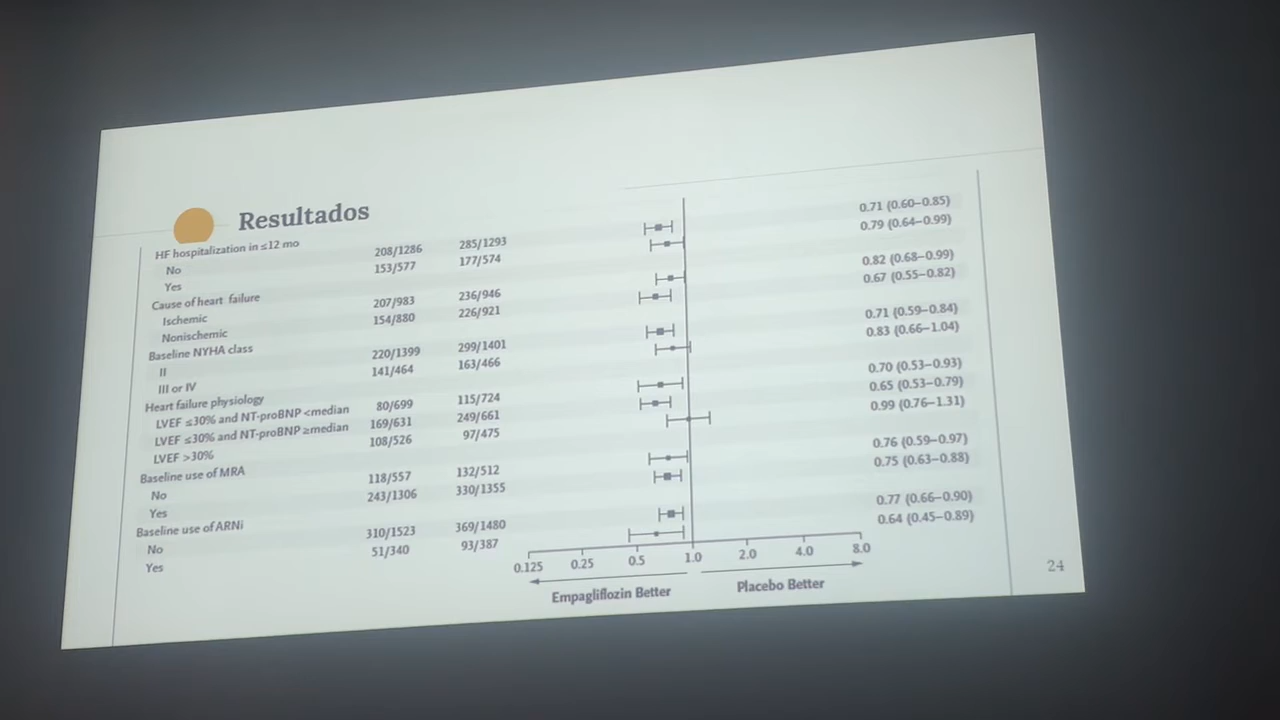 Resultados
HF hospitalization in ≤12 mo
No 208/1286 285/1293 0.71 (0.60–0.85)
Yes 153/577 177/574 0.79 (0.64–0.99)
Cause of heart failure
Ischemic 207/983 236/946 0.82 (0.68–0.99)
Nonischemic 154/880 226/921 0.67 (0.55–0.82)
Baseline NYHA class
II 220/1399 299/1401 0.71 (0.59–0.84)
III or IV 141/464 163/466 0.83 (0.66–1.04)
Heart failure physiology
LVEF ≤30% and NT-proBNP <median 80/699 115/724 0.70 (0.53–0.93)
LVEF ≤30% and NT-proBNP ≥median 169/631 249/661 0.65 (0.53–0.79)
LVEF >30% 108/526 97/475 0.99 (0.76–1.31)
Baseline use of MRA
No 118/557 132/512 0.76 (0.59–0.97)
Yes 243/1306 330/1355 0.75 (0.63–0.88)
Baseline use of ARNi
No 310/1523 369/1480 0.77 (0.66–0.90)
Yes 51/340 93/387 0.64 (0.45–0.89)
0.125 0.25 0.5 1.0 2.0 4.0 8.0
Empagliflozin Better Placebo Better
24